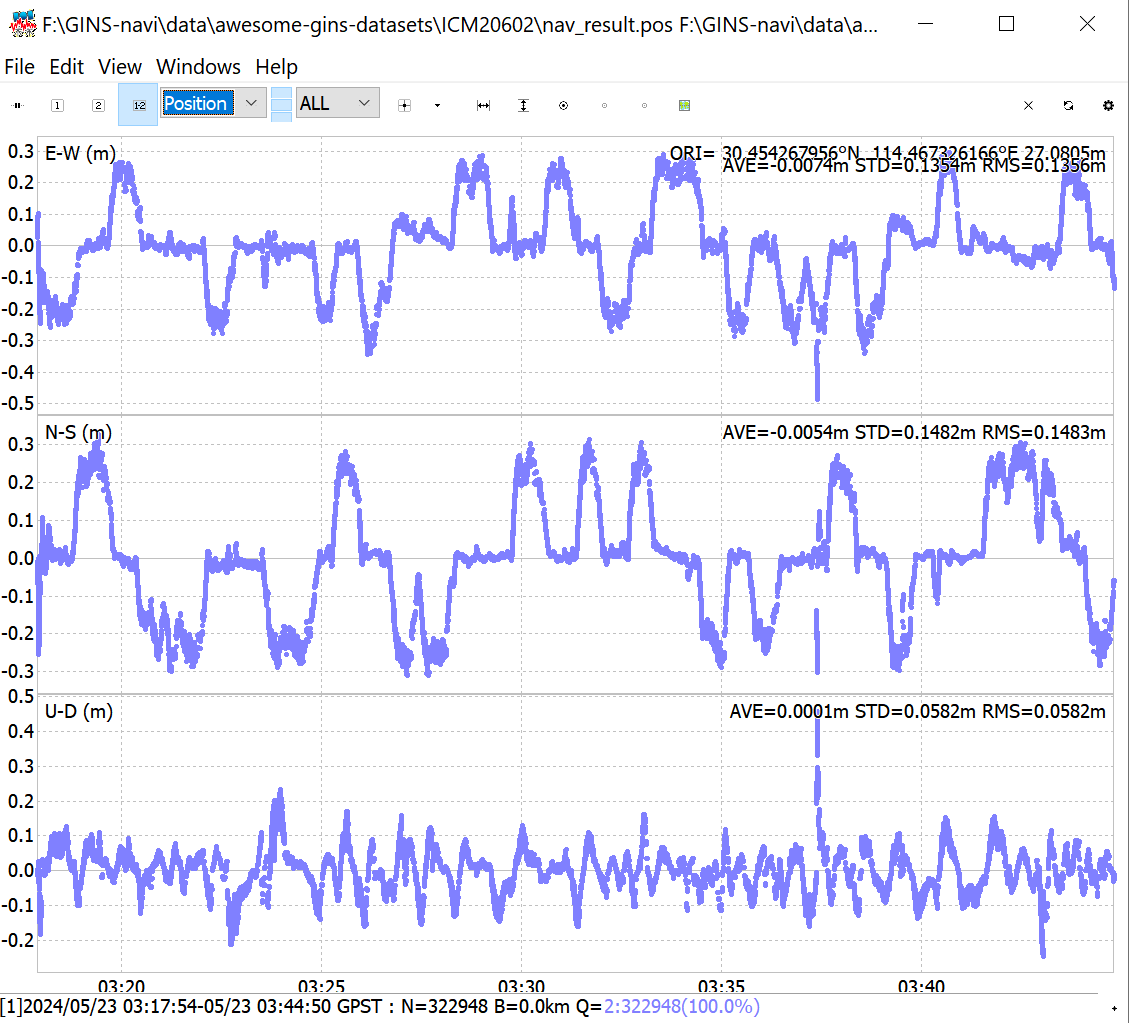 F:\GINS-navi\data\awesome-gins-datasets\ICM20602\nav_result.pos F:\GINS-navi\data\a...
File Edit View Windows Help
1 2 1-2 Position ALL
E-W (m) ORI= 30.454267956°N 114.467326166°E 27.0805m
AVE=-0.0074m STD=0.1354m RMS=0.1356m
0.3
0.2
0.1
0.0
-0.1
-0.2
-0.3
-0.4
-0.5
N-S (m) AVE=-0.0054m STD=0.1482m RMS=0.1483m
0.3
0.2
0.1
0.0
-0.1
-0.2
-0.3
0.5
U-D (m) AVE=0.0001m STD=0.0582m RMS=0.0582m
0.4
0.3
0.2
0.1
0.0
-0.1
-0.2
03:20 03:25 03:30 03:35 03:40
[1]2024/05/23 03:17:54-05/23 03:44:50 GPST : N=322948 B=0.0km Q=2:322948(100.0%)